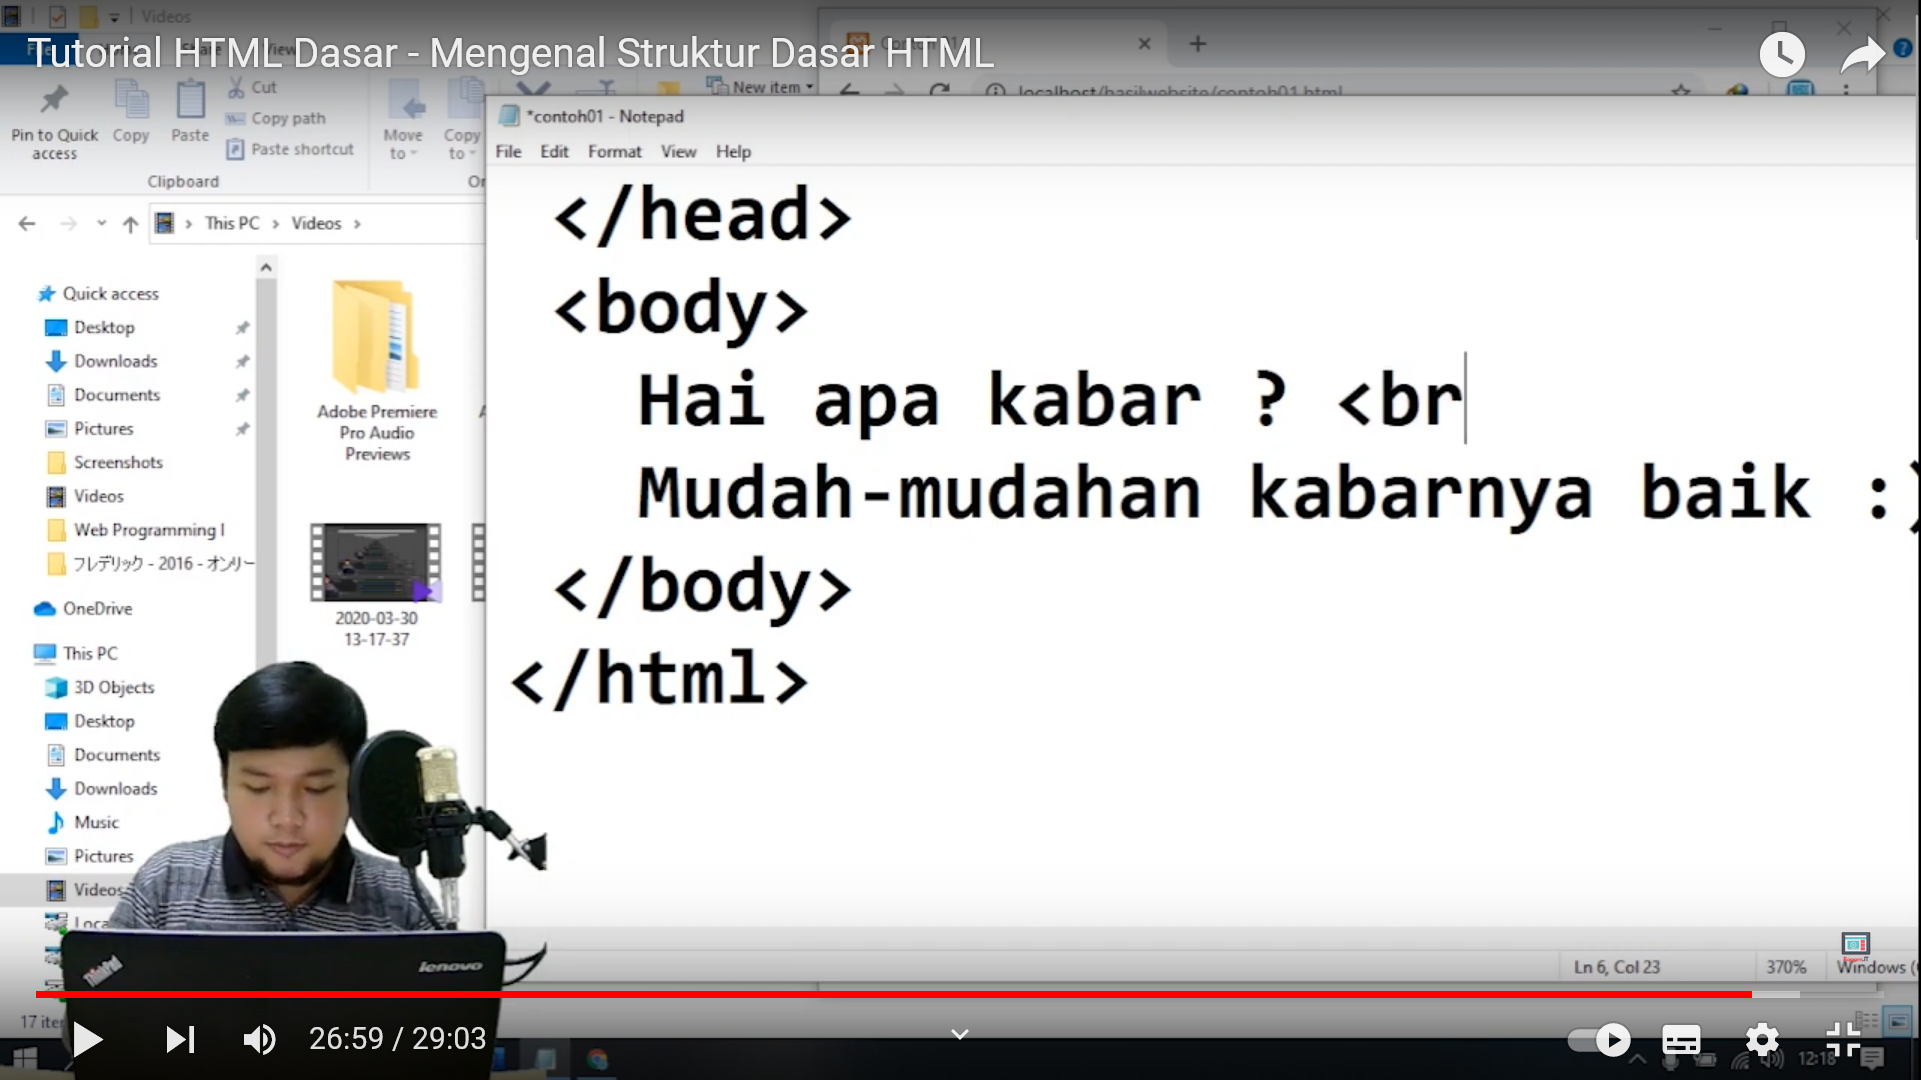 Videos
Tutorial HTML Dasar - Mengenal Struktur Dasar HTML
localhost/hasilwebsite/contoh01.html
Cut
Copy path
Paste shortcut
New item
Pin to Quick access
Copy
Paste
Move to
Copy to
Clipboard
*contoh01 - Notepad
File Edit Format View Help
This PC > Videos >
</head>
<body>
Hai apa kabar ? <br
Mudah-mudahan kabarnya baik :)
</body>
</html>
Quick access
Desktop
Downloads
Documents
Pictures
Screenshots
Videos
Web Programming I
フレデリック - 2016 - オンリー
OneDrive
This PC
3D Objects
Desktop
Documents
Downloads
Music
Pictures
Videos
Adobe Premiere
Pro Audio
Previews
2020-03-30
13-17-37
ThinkPad
lenovo
Ln 6, Col 23
370%
Windows (
26:59 / 29:03
12:18